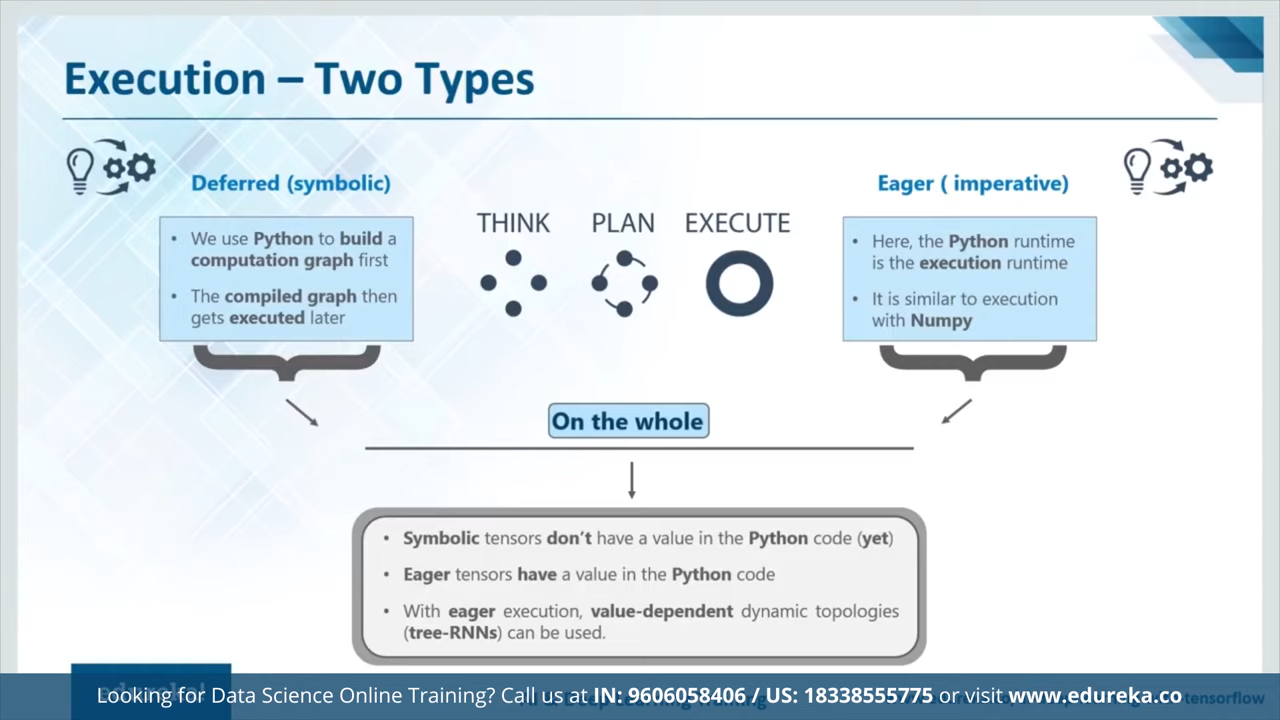 Execution – Two Types
Deferred (symbolic)
• We use Python to build a
computation graph first
• The compiled graph then
gets executed later
THINK PLAN EXECUTE
Eager ( imperative)
• Here, the Python runtime
is the execution runtime
• It is similar to execution
with Numpy
On the whole
• Symbolic tensors don’t have a value in the Python code (yet)
• Eager tensors have a value in the Python code
• With eager execution, value-dependent dynamic topologies
(tree-RNNs) can be used.
Looking for Data Science Online Training? Call us at IN: 9606058406 / US: 18338555775 or visit www.edureka.co